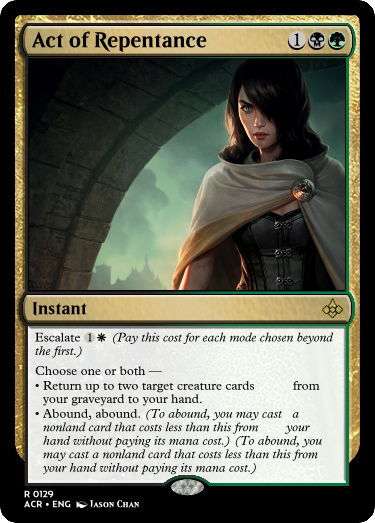 Act of Repentance 1
Instant
Escalate 1 (Pay this cost for each mode chosen beyond
the first.)
Choose one or both —
• Return up to two target creature cards from
your graveyard to your hand.
• Abound, abound. (To abound, you may cast a
nonland card that costs less than this from your
hand without paying its mana cost.) (To abound, you
may cast a nonland card that costs less than this from
your hand without paying its mana cost.)
R 0129
ACR • ENG JASON CHAN